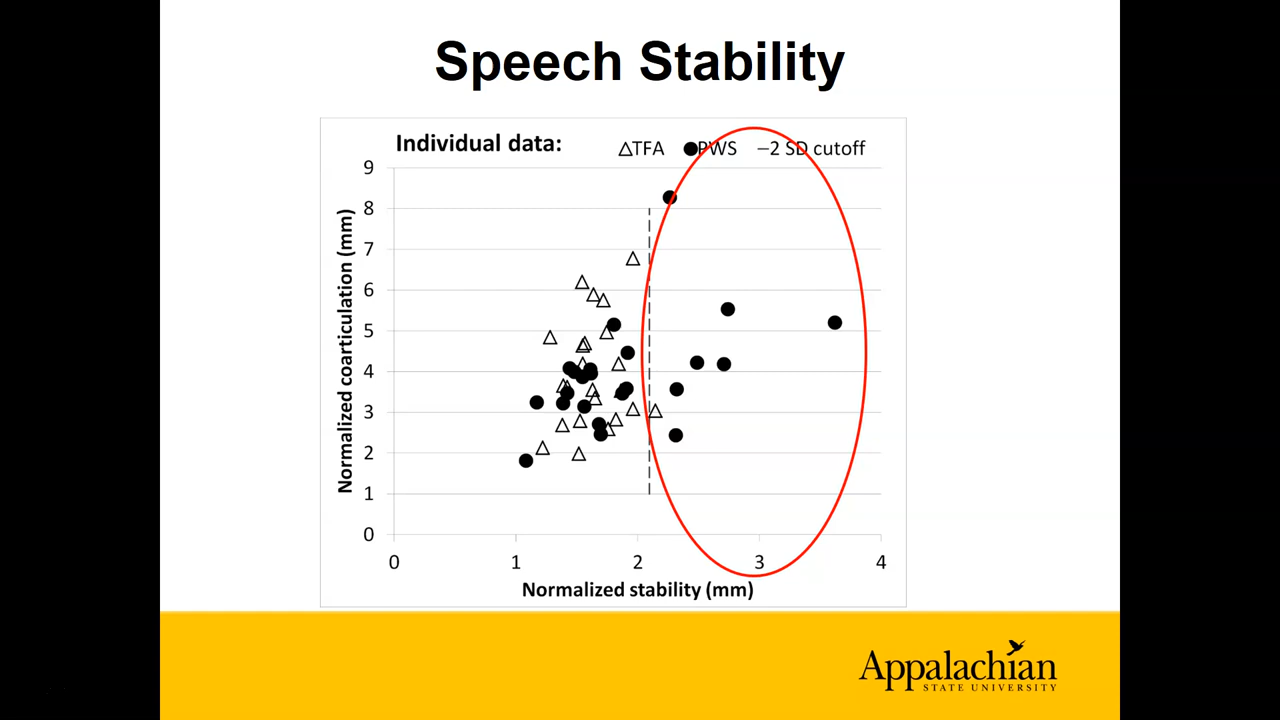 Speech Stability
Individual data:
TFA PWS –2 SD cutoff
9
8
7
6
5
4
3
2
1
0
Normalized coarticulation (mm)
0 1 2 3 4
Normalized stability (mm)
Appalachian
STATE UNIVERSITY